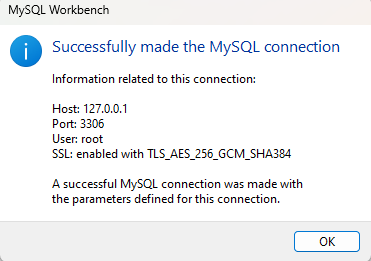 MySQL Workbench
Successfully made the MySQL connection
Information related to this connection:
Host: 127.0.0.1
Port: 3306
User: root
SSL: enabled with TLS_AES_256_GCM_SHA384
A successful MySQL connection was made with
the parameters defined for this connection.
OK